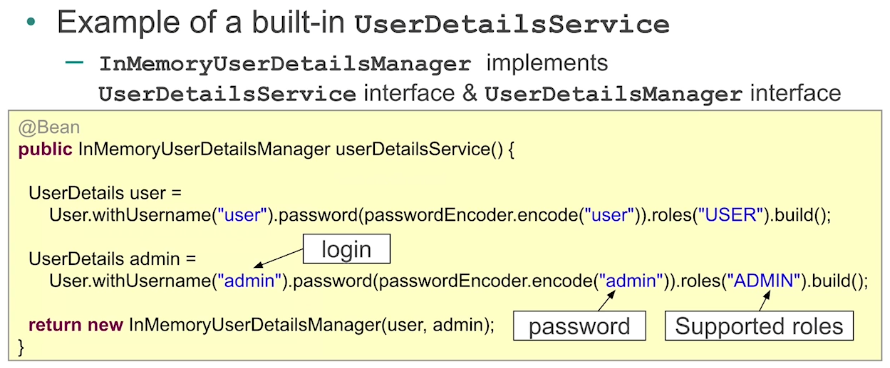 • Example of a built-in UserDetailsService
– InMemoryUserDetailsManager implements
UserDetailsService interface & UserDetailsManager interface
@Bean
public InMemoryUserDetailsManager userDetailsService() {
UserDetails user =
User.withUsername("user").password(passwordEncoder.encode("user")).roles("USER").build();
login
UserDetails admin =
User.withUsername("admin").password(passwordEncoder.encode("admin")).roles("ADMIN").build();
return new InMemoryUserDetailsManager(user, admin);
password
Supported roles
}